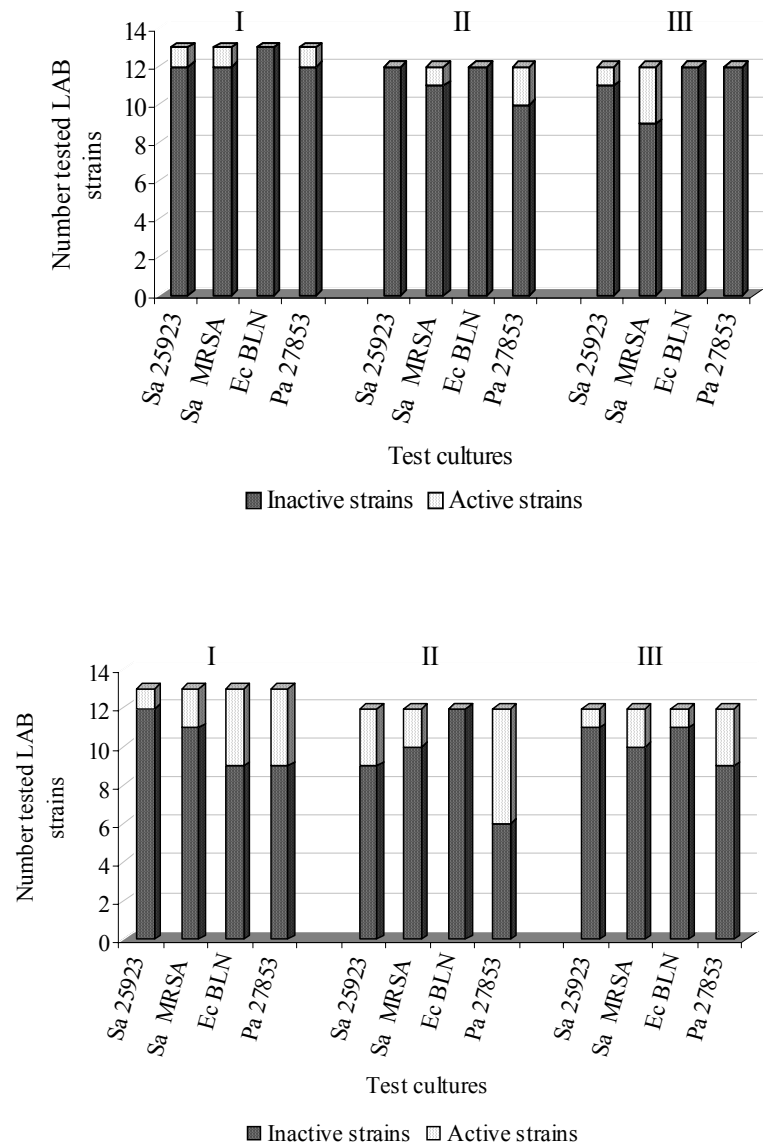 I II III
Number tested LAB
strains
14
12
10
8
6
4
2
0
Sa 25923
Sa MRSA
Ec BLN
Pa 27853
Sa 25923
Sa MRSA
Ec BLN
Pa 27853
Sa 25923
Sa MRSA
Ec BLN
Pa 27853
Test cultures
Inactive strains Active strains
I II III
Number tested LAB
strains
14
12
10
8
6
4
2
0
Sa 25923
Sa MRSA
Ec BLN
Pa 27853
Sa 25923
Sa MRSA
Ec BLN
Pa 27853
Sa 25923
Sa MRSA
Ec BLN
Pa 27853
Test cultures
Inactive strains Active strains